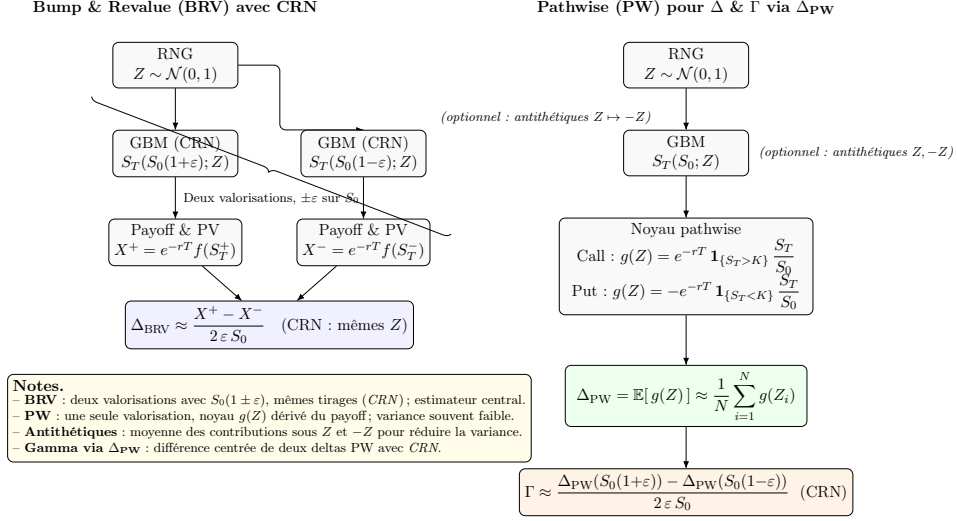 Bump & Revalue (BRV) avec CRN
RNG
Z ∼ 𝒩(0, 1)
GBM (CRN)
S_T(S_0(1+ε); Z)
GBM (CRN)
S_T(S_0(1−ε); Z)
Deux valorisations, ±ε sur S_0
Payoff & PV
X^+ = e^{−rT} f(S_T^+)
Payoff & PV
X^− = e^{−rT} f(S_T^−)
Δ_BRV ≈ (X^+ − X^−) / (2 ε S_0) (CRN : mêmes Z)
Notes.
– BRV : deux valorisations avec S_0(1 ± ε), mêmes tirages (CRN) ; estimateur central.
– PW : une seule valorisation, noyau g(Z) dérivé du payoff ; variance souvent faible.
– Antithétiques : moyenne des contributions sous Z et −Z pour réduire la variance.
– Gamma via Δ_PW : différence centrée de deux deltas PW avec CRN.
Pathwise (PW) pour Δ & Γ via Δ_PW
RNG
Z ∼ 𝒩(0, 1)
(optionnel : antithétiques Z ↦ −Z)
GBM
S_T(S_0; Z)
(optionnel : antithétiques Z, −Z)
Noyau pathwise
Call : g(Z) = e^{−rT} 1_{{S_T>K}} S_T / S_0
Put : g(Z) = −e^{−rT} 1_{{S_T<K}} S_T / S_0
Δ_PW = 𝔼[ g(Z) ] ≈ 1/N ∑_{i=1}^{N} g(Z_i)
Γ ≈ (Δ_PW(S_0(1+ε)) − Δ_PW(S_0(1−ε))) / (2 ε S_0) (CRN)